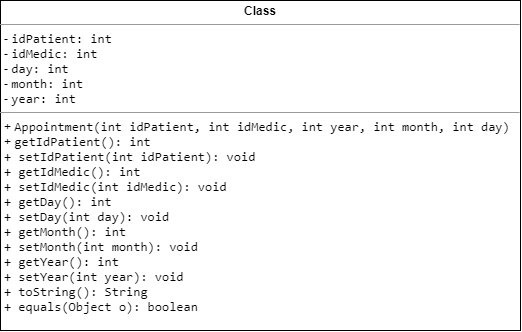 Class
- idPatient: int
- idMedic: int
- day: int
- month: int
- year: int
+ Appointment(int idPatient, int idMedic, int year, int month, int day)
+ getIdPatient(): int
+ setIdPatient(int idPatient): void
+ getIdMedic(): int
+ setIdMedic(int idMedic): void
+ getDay(): int
+ setDay(int day): void
+ getMonth(): int
+ setMonth(int month): void
+ getYear(): int
+ setYear(int year): void
+ toString(): String
+ equals(Object o): boolean